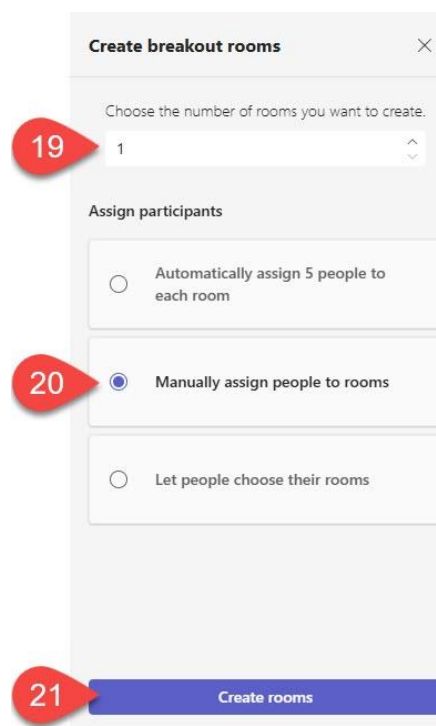 Create breakout rooms
Choose the number of rooms you want to create.
19
1
Assign participants
Automatically assign 5 people to
each room
20
Manually assign people to rooms
Let people choose their rooms
21
Create rooms